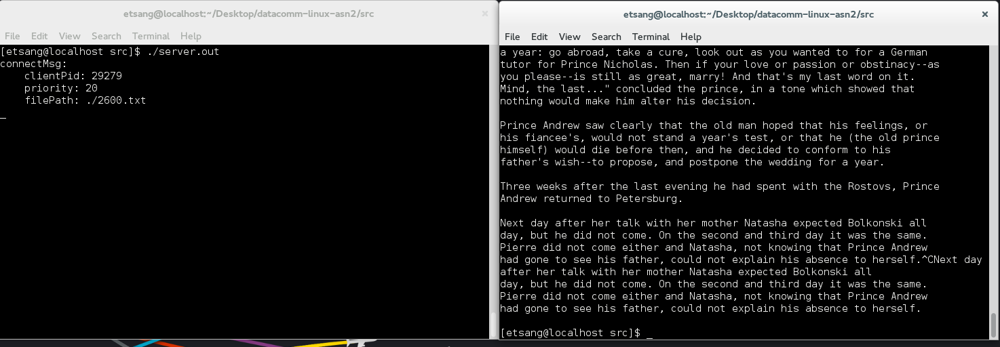 etsang@localhost:~/Desktop/datacomm-linux-asn2/src ×
File Edit View Search Terminal Help
[etsang@localhost src]$ ./server.out
connectMsg:
    clientPid: 29279
    priority: 20
    filePath: ./2600.txt
_
etsang@localhost:~/Desktop/datacomm-linux-asn2/src ×
File Edit View Search Terminal Help
a year: go abroad, take a cure, look out as you wanted to for a German
tutor for Prince Nicholas. Then if your love or passion or obstinacy--as
you please--is still as great, marry! And that's my last word on it.
Mind, the last..." concluded the prince, in a tone which showed that
nothing would make him alter his decision.

Prince Andrew saw clearly that the old man hoped that his feelings, or
his fiancee's, would not stand a year's test, or that he (the old prince
himself) would die before then, and he decided to conform to his
father's wish--to propose, and postpone the wedding for a year.

Three weeks after the last evening he had spent with the Rostovs, Prince
Andrew returned to Petersburg.

Next day after her talk with her mother Natasha expected Bolkonski all
day, but he did not come. On the second and third day it was the same.
Pierre did not come either and Natasha, not knowing that Prince Andrew
had gone to see his father, could not explain his absence to herself.^CNext day
after her talk with her mother Natasha expected Bolkonski all
day, but he did not come. On the second and third day it was the same.
Pierre did not come either and Natasha, not knowing that Prince Andrew
had gone to see his father, could not explain his absence to herself.

[etsang@localhost src]$ _